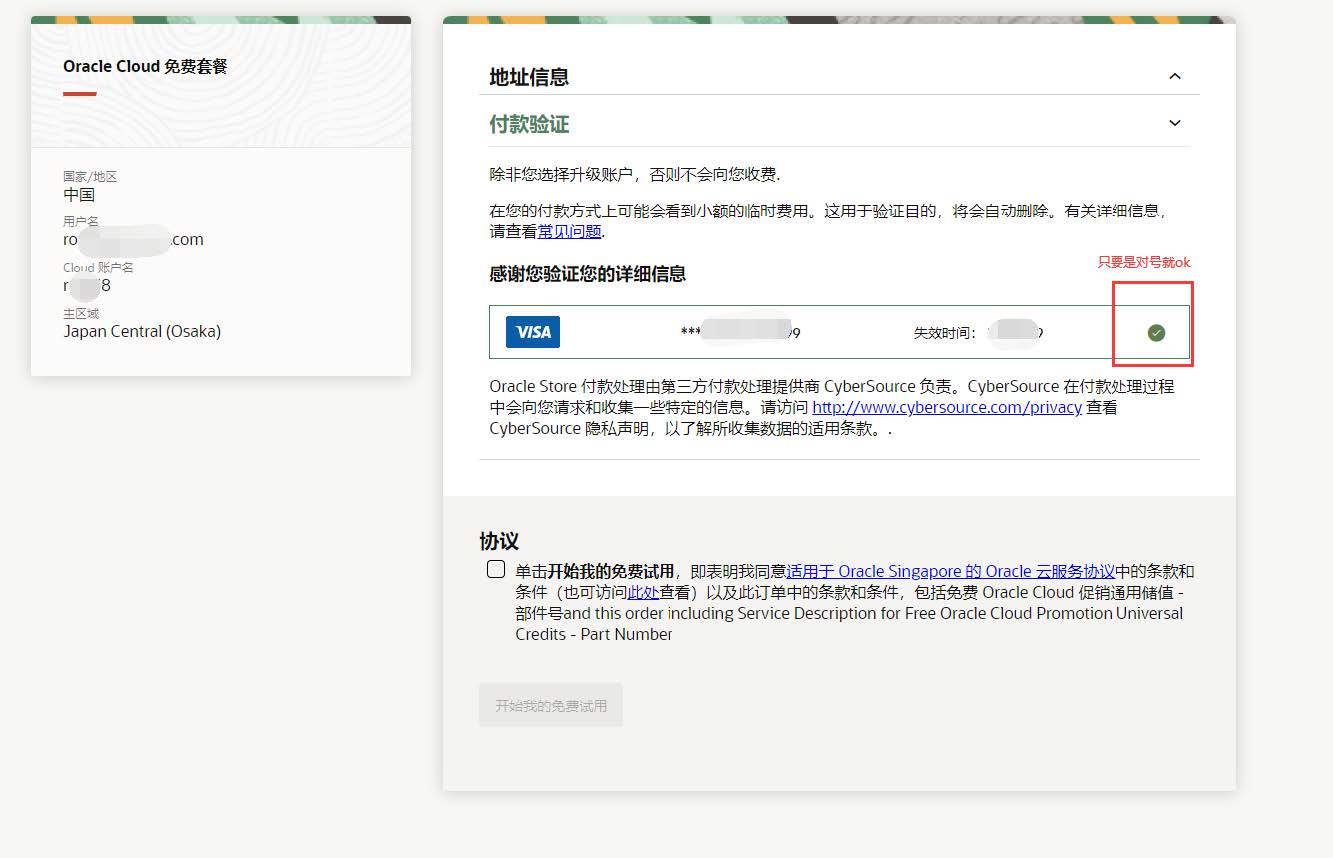 Oracle Cloud 免费套餐
国家/地区
中国
用户名
ro .com
Cloud 账户名
r 8
主区域
Japan Central (Osaka)
地址信息
付款验证
除非您选择升级账户，否则不会向您收费.
在您的付款方式上可能会看到小额的临时费用。这用于验证目的，将会自动删除。有关详细信息，
请查看常见问题.
只要是对号就ok
感谢您验证您的详细信息
VISA *** 9 失效时间： 9
Oracle Store 付款处理由第三方付款处理提供商 CyberSource 负责。CyberSource 在付款处理过程
中会向您请求和收集一些特定的信息。请访问 http://www.cybersource.com/privacy 查看
CyberSource 隐私声明，以了解所收集数据的适用条款。.
协议
单击开始我的免费试用，即表明我同意适用于 Oracle Singapore 的 Oracle 云服务协议中的条款和
条件（也可访问此处查看）以及此订单中的条款和条件，包括免费 Oracle Cloud 促销通用储值 -
部件号and this order including Service Description for Free Oracle Cloud Promotion Universal
Credits - Part Number
开始我的免费试用